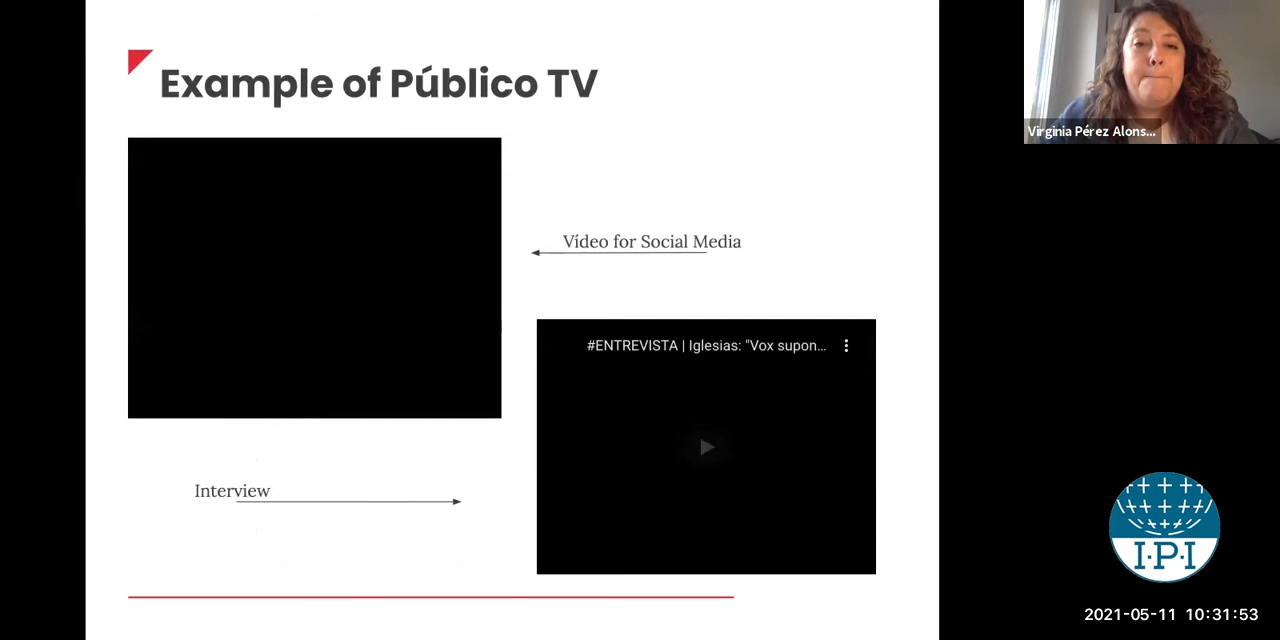 Example of Público TV
Virginia Pérez Alons...
Vídeo for Social Media
#ENTREVISTA | Iglesias: "Vox supon...
Interview
I·P·I
2021-05-11 10:31:53